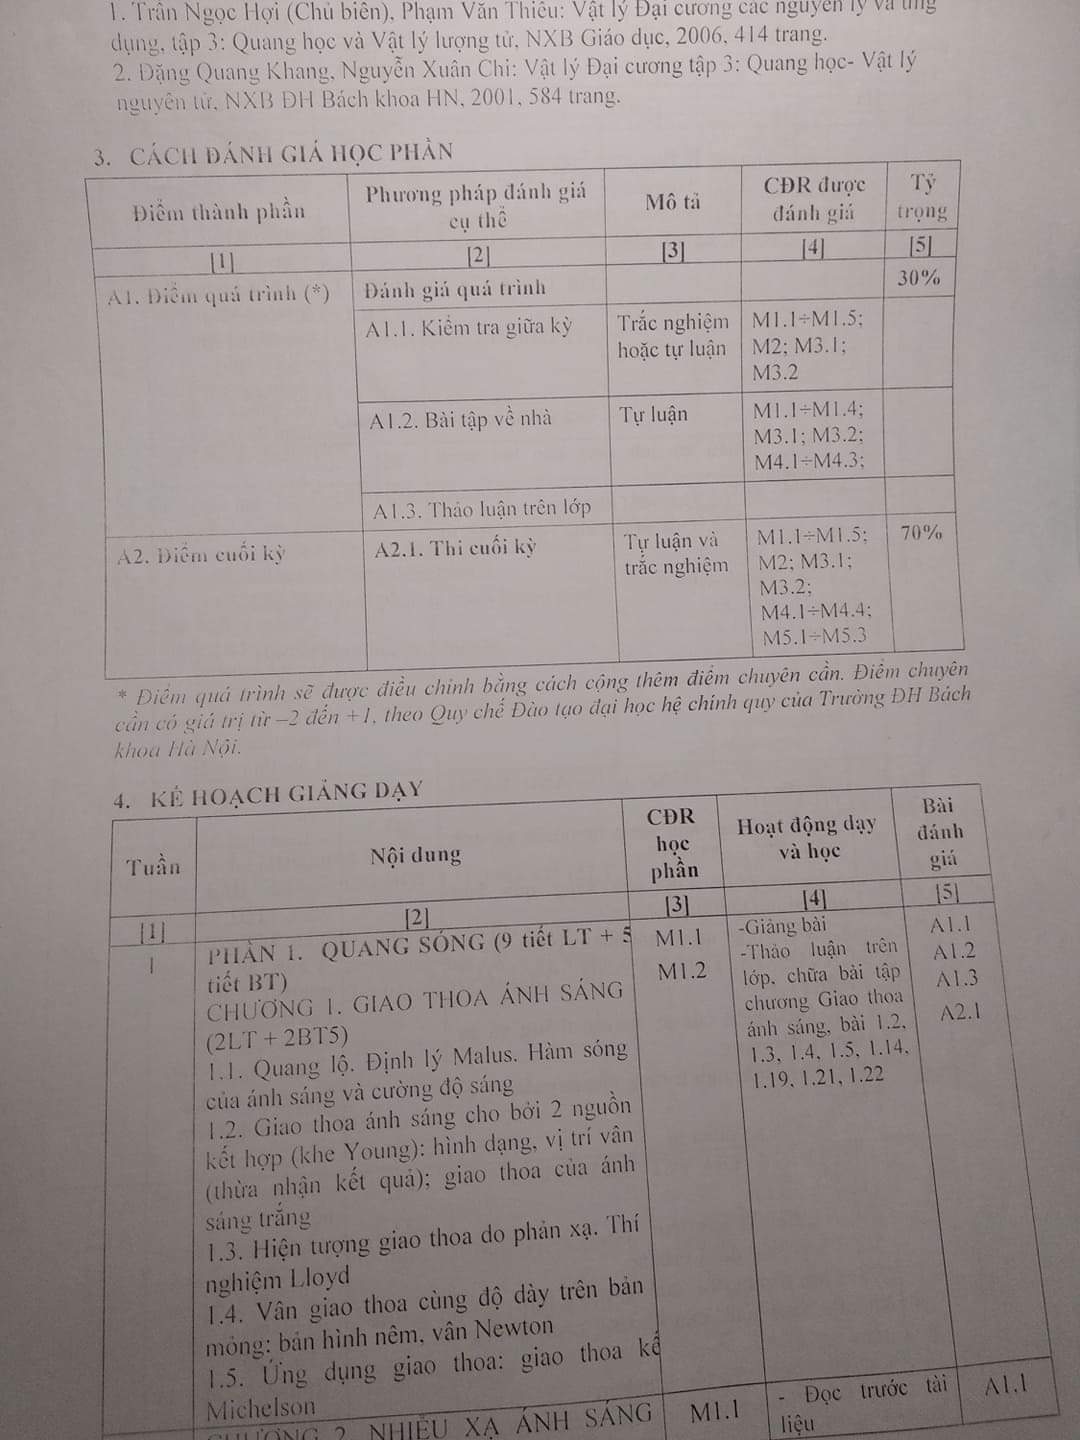 1. Trần Ngọc Hợi (Chủ biên), Phạm Văn Thiều: Vật lý Đại cương các nguyên lý và ứng
dụng, tập 3: Quang học và Vật lý lượng tử, NXB Giáo dục, 2006, 414 trang.
2. Đặng Quang Khang, Nguyễn Xuân Chi: Vật lý Đại cương tập 3: Quang học- Vật lý
nguyên tử, NXB ĐH Bách khoa HN, 2001, 584 trang.
3. CÁCH ĐÁNH GIÁ HỌC PHẦN
Điểm thành phần
Phương pháp đánh giá
cụ thể
Mô tả
CĐR được
đánh giá
Tỷ
trọng
[1]
[2]
[3]
[4]
[5]
A1. Điểm quá trình (*)
Đánh giá quá trình
30%
A1.1. Kiểm tra giữa kỳ
Trắc nghiệm
hoặc tự luận
M1.1÷M1.5;
M2; M3.1;
M3.2
A1.2. Bài tập về nhà
Tự luận
M1.1÷M1.4;
M3.1; M3.2;
M4.1÷M4.3;
A1.3. Thảo luận trên lớp
A2. Điểm cuối kỳ
A2.1. Thi cuối kỳ
Tự luận và
trắc nghiệm
M1.1÷M1.5;
M2; M3.1;
M3.2;
M4.1÷M4.4;
M5.1÷M5.3
70%
* Điểm quá trình sẽ được điều chỉnh bằng cách cộng thêm điểm chuyên cần. Điểm chuyên
cần có giá trị từ –2 đến +1, theo Quy chế Đào tạo đại học hệ chính quy của Trường ĐH Bách
khoa Hà Nội.
4. KẾ HOẠCH GIẢNG DẠY
Tuần
Nội dung
CĐR
học
phần
Hoạt động dạy
và học
Bài
đánh
giá
[1]
[2]
[3]
[4]
[5]
1
PHẦN 1. QUANG SÓNG (9 tiết LT + 5
tiết BT)
CHƯƠNG 1. GIAO THOA ÁNH SÁNG
(2LT + 2BT5)
1.1. Quang lộ. Định lý Malus. Hàm sóng
của ánh sáng và cường độ sáng
1.2. Giao thoa ánh sáng cho bởi 2 nguồn
kết hợp (khe Young): hình dạng, vị trí vân
(thừa nhận kết quả); giao thoa của ánh
sáng trắng
1.3. Hiện tượng giao thoa do phản xạ. Thí
nghiệm Lloyd
1.4. Vân giao thoa cùng độ dày trên bản
mỏng: bản hình nêm, vân Newton
1.5. Ứng dụng giao thoa: giao thoa kế
Michelson
M1.1
M1.2
-Giảng bài
-Thảo luận trên
lớp, chữa bài tập
chương Giao thoa
ánh sáng, bài 1.2,
1.3, 1.4, 1.5, 1.14,
1.19, 1.21, 1.22
A1.1
A1.2
A1.3
A2.1
CHƯƠNG 2. NHIỄU XẠ ÁNH SÁNG
M1.1
- Đọc trước tài
liệu
A1.1